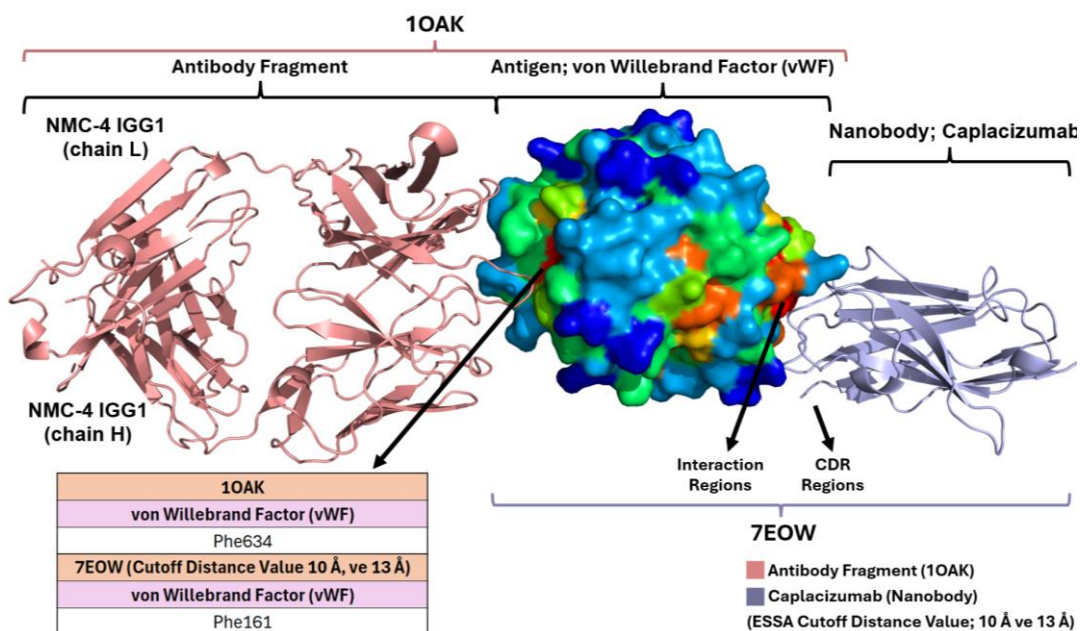 1OAK
Antibody Fragment
Antigen; von Willebrand Factor (vWF)
NMC-4 IGG1
(chain L)
Nanobody; Caplacizumab
NMC-4 IGG1
(chain H)
Interaction
Regions
CDR
Regions
7EOW
1OAK
von Willebrand Factor (vWF)
Phe634
7EOW (Cutoff Distance Value 10 Å, ve 13 Å)
von Willebrand Factor (vWF)
Phe161
Antibody Fragment (1OAK)
Caplacizumab (Nanobody)
(ESSA Cutoff Distance Value; 10 Å ve 13 Å)